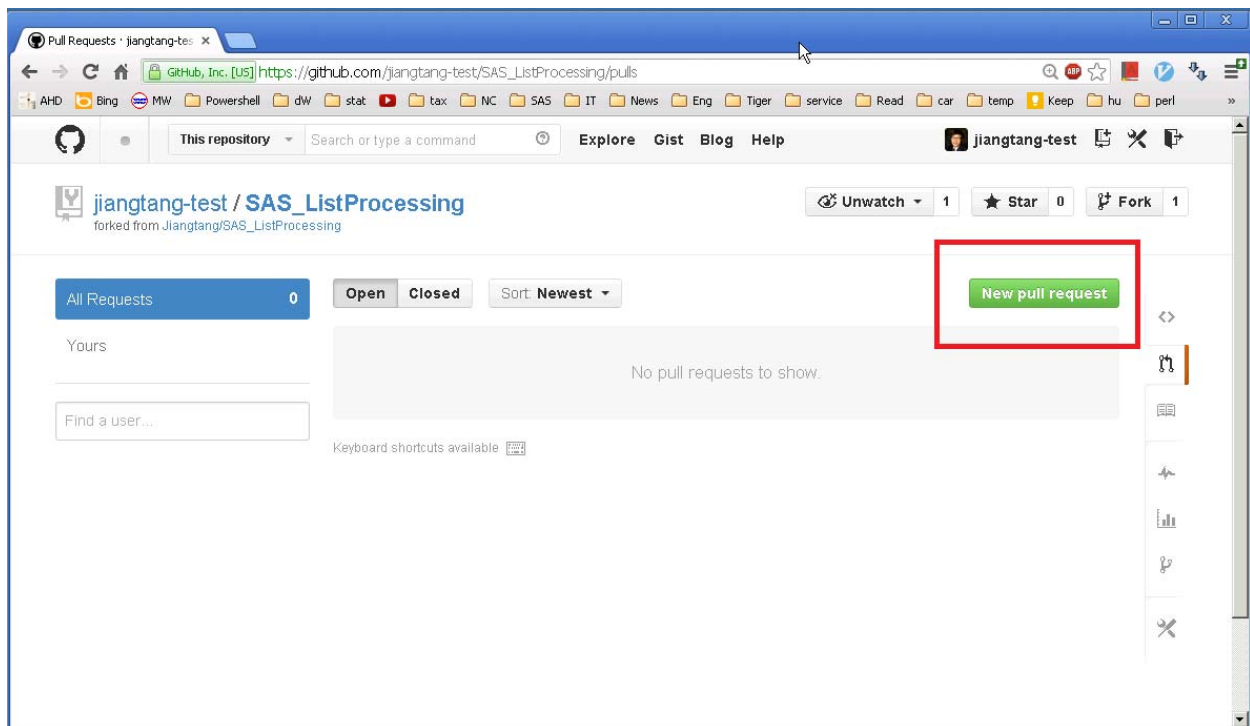 Pull Requests · jiangtang-tes
GitHub, Inc. [US] https://github.com/jiangtang-test/SAS_ListProcessing/pulls
AHD Bing MW Powershell dW stat tax NC SAS IT News Eng Tiger service Read car temp Keep hu perl »
This repository Search or type a command Explore Gist Blog Help jiangtang-test
jiangtang-test / SAS_ListProcessing Unwatch 1 Star 0 Fork 1
forked from Jiangtang/SAS_ListProcessing
All Requests 0 Open Closed Sort: Newest New pull request
Yours
No pull requests to show.
Find a user...
Keyboard shortcuts available